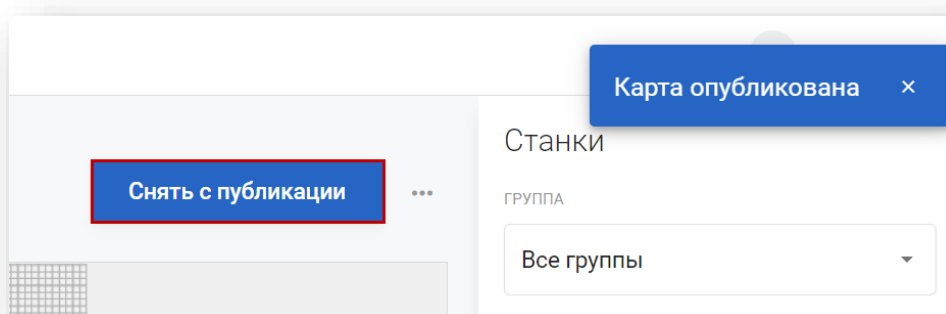 Карта опубликована ×
Станки
Снять с публикации
ГРУППА
Все группы